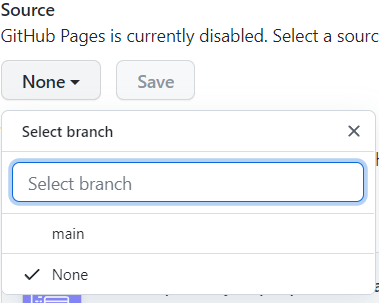 Source
GitHub Pages is currently disabled. Select a sourc
None
Save
Select branch
Select branch
main
None